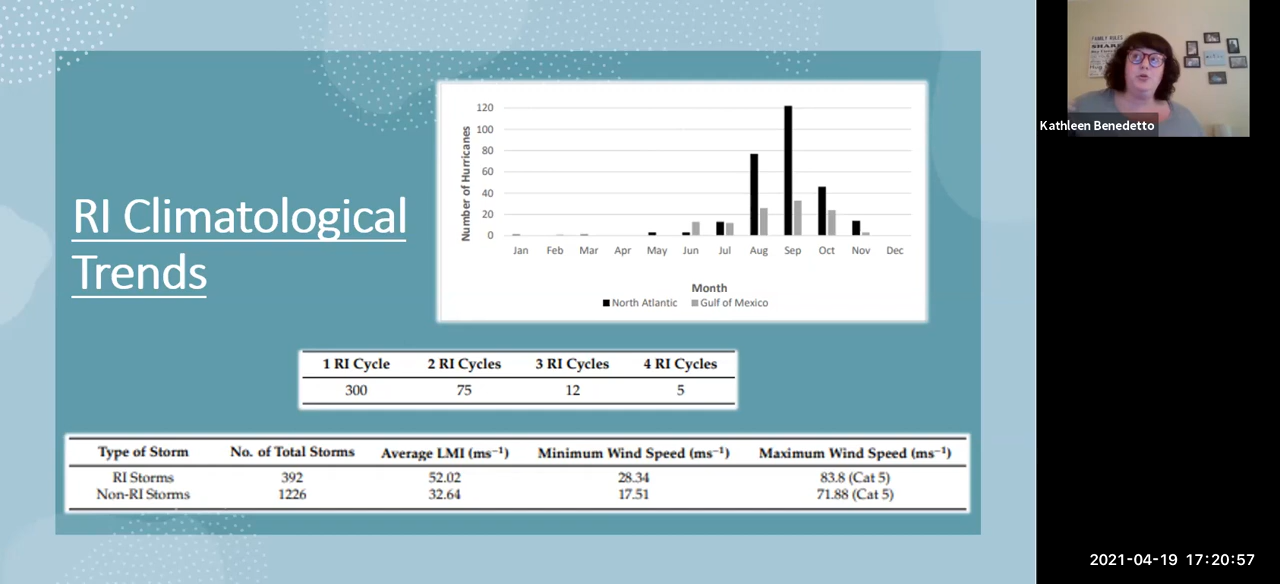 RI Climatological
Trends
Number of Hurricanes
120
100
80
60
40
20
0
Jan Feb Mar Apr May Jun Jul Aug Sep Oct Nov Dec
Month
North Atlantic Gulf of Mexico
1 RI Cycle 2 RI Cycles 3 RI Cycles 4 RI Cycles
300 75 12 5
Type of Storm No. of Total Storms Average LMI (ms⁻¹) Minimum Wind Speed (ms⁻¹) Maximum Wind Speed (ms⁻¹)
RI Storms 392 52.02 28.34 83.8 (Cat 5)
Non-RI Storms 1226 32.64 17.51 71.88 (Cat 5)
FAMILY RULES
SHARE
Kathleen Benedetto
2021-04-19 17:20:57